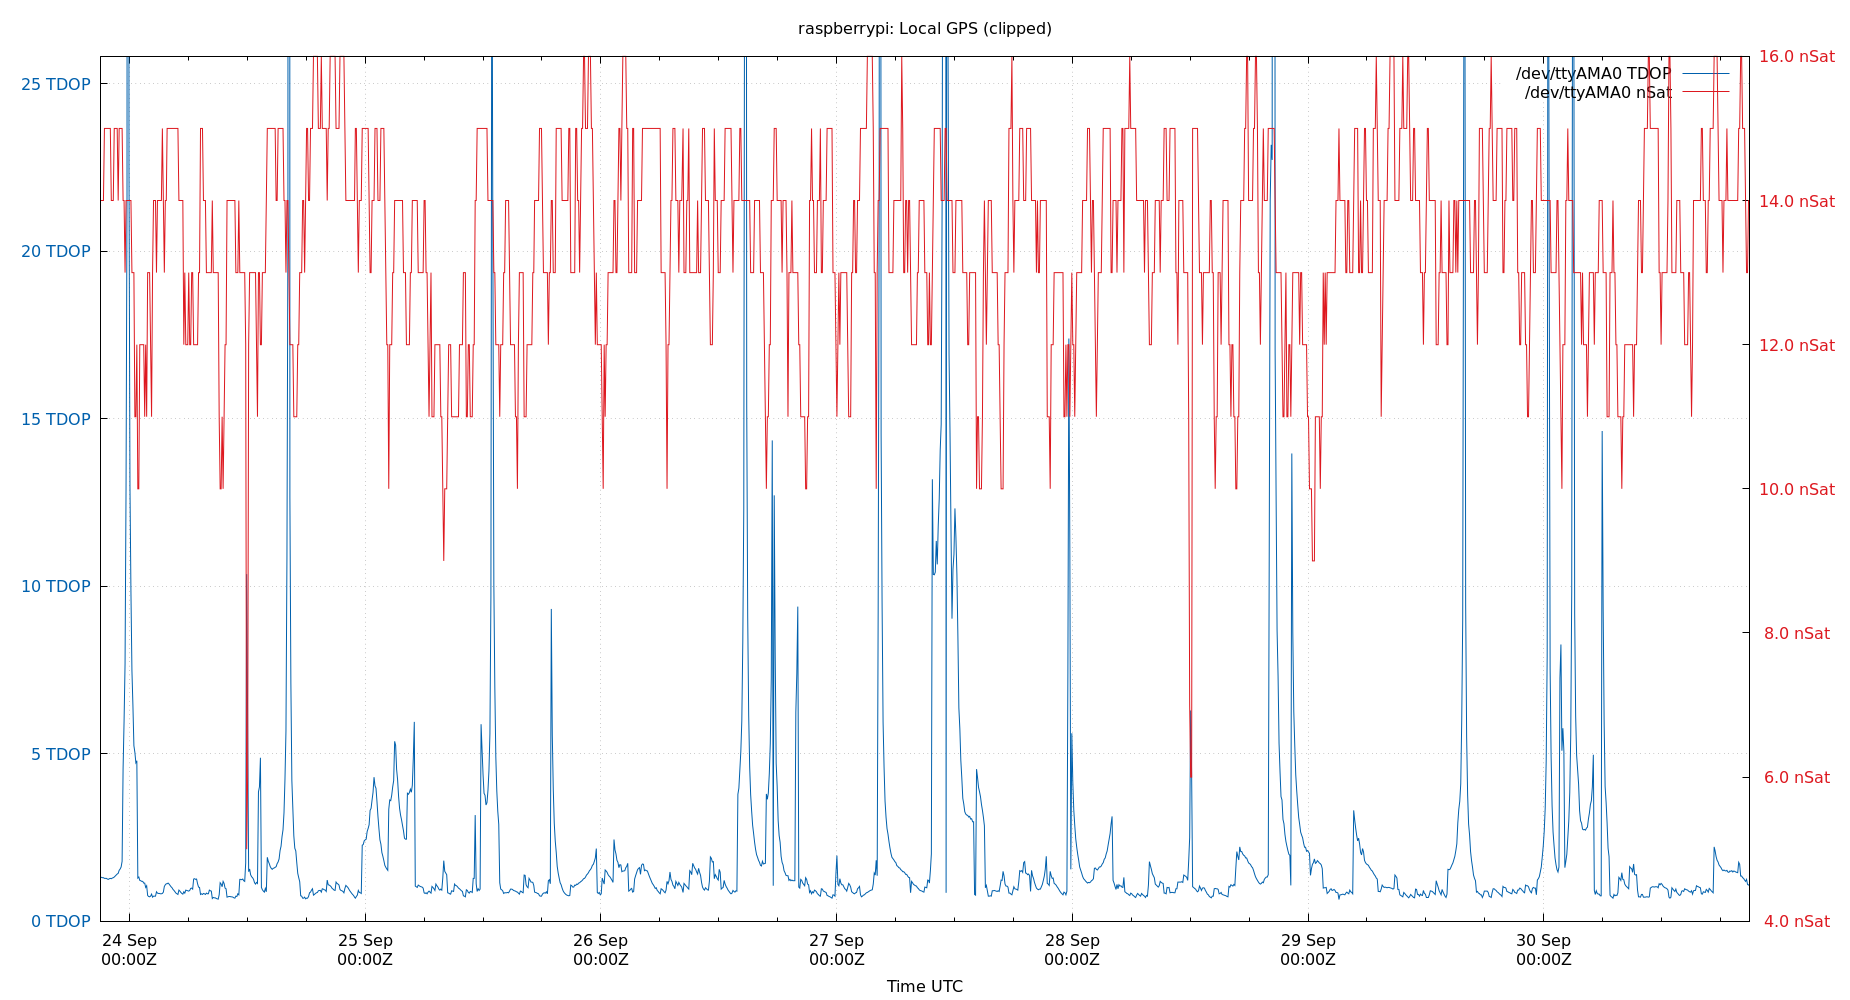 raspberrypi: Local GPS (clipped)
25 TDOP
20 TDOP
15 TDOP
10 TDOP
5 TDOP
0 TDOP
16.0 nSat
14.0 nSat
12.0 nSat
10.0 nSat
8.0 nSat
6.0 nSat
4.0 nSat
/dev/ttyAMA0 TDOP
/dev/ttyAMA0 nSat
24 Sep 25 Sep 26 Sep 27 Sep 28 Sep 29 Sep 30 Sep
00:00Z 00:00Z 00:00Z 00:00Z 00:00Z 00:00Z 00:00Z
Time UTC